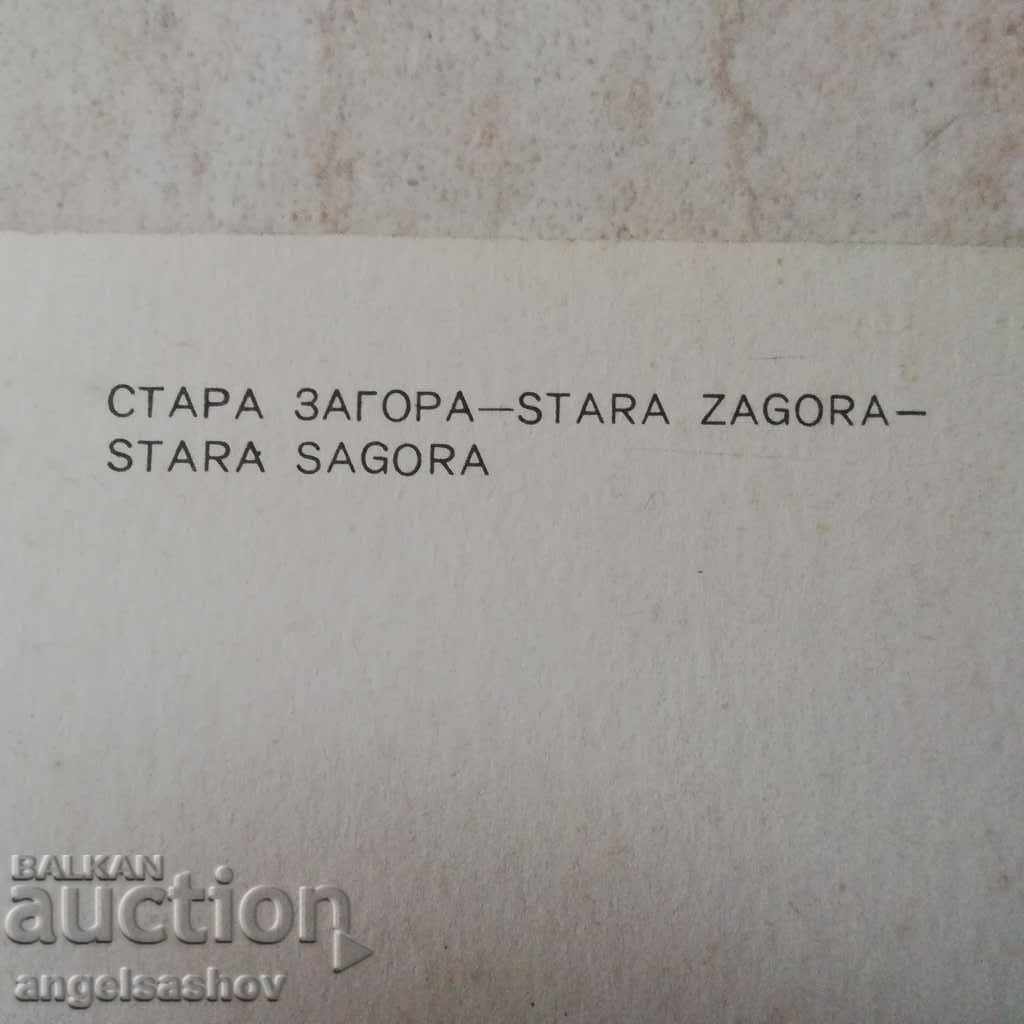 СТАРА ЗАГОРА—STARA ZAGORA—
STARA SAGORA
BALKAN
auction
angelsashov